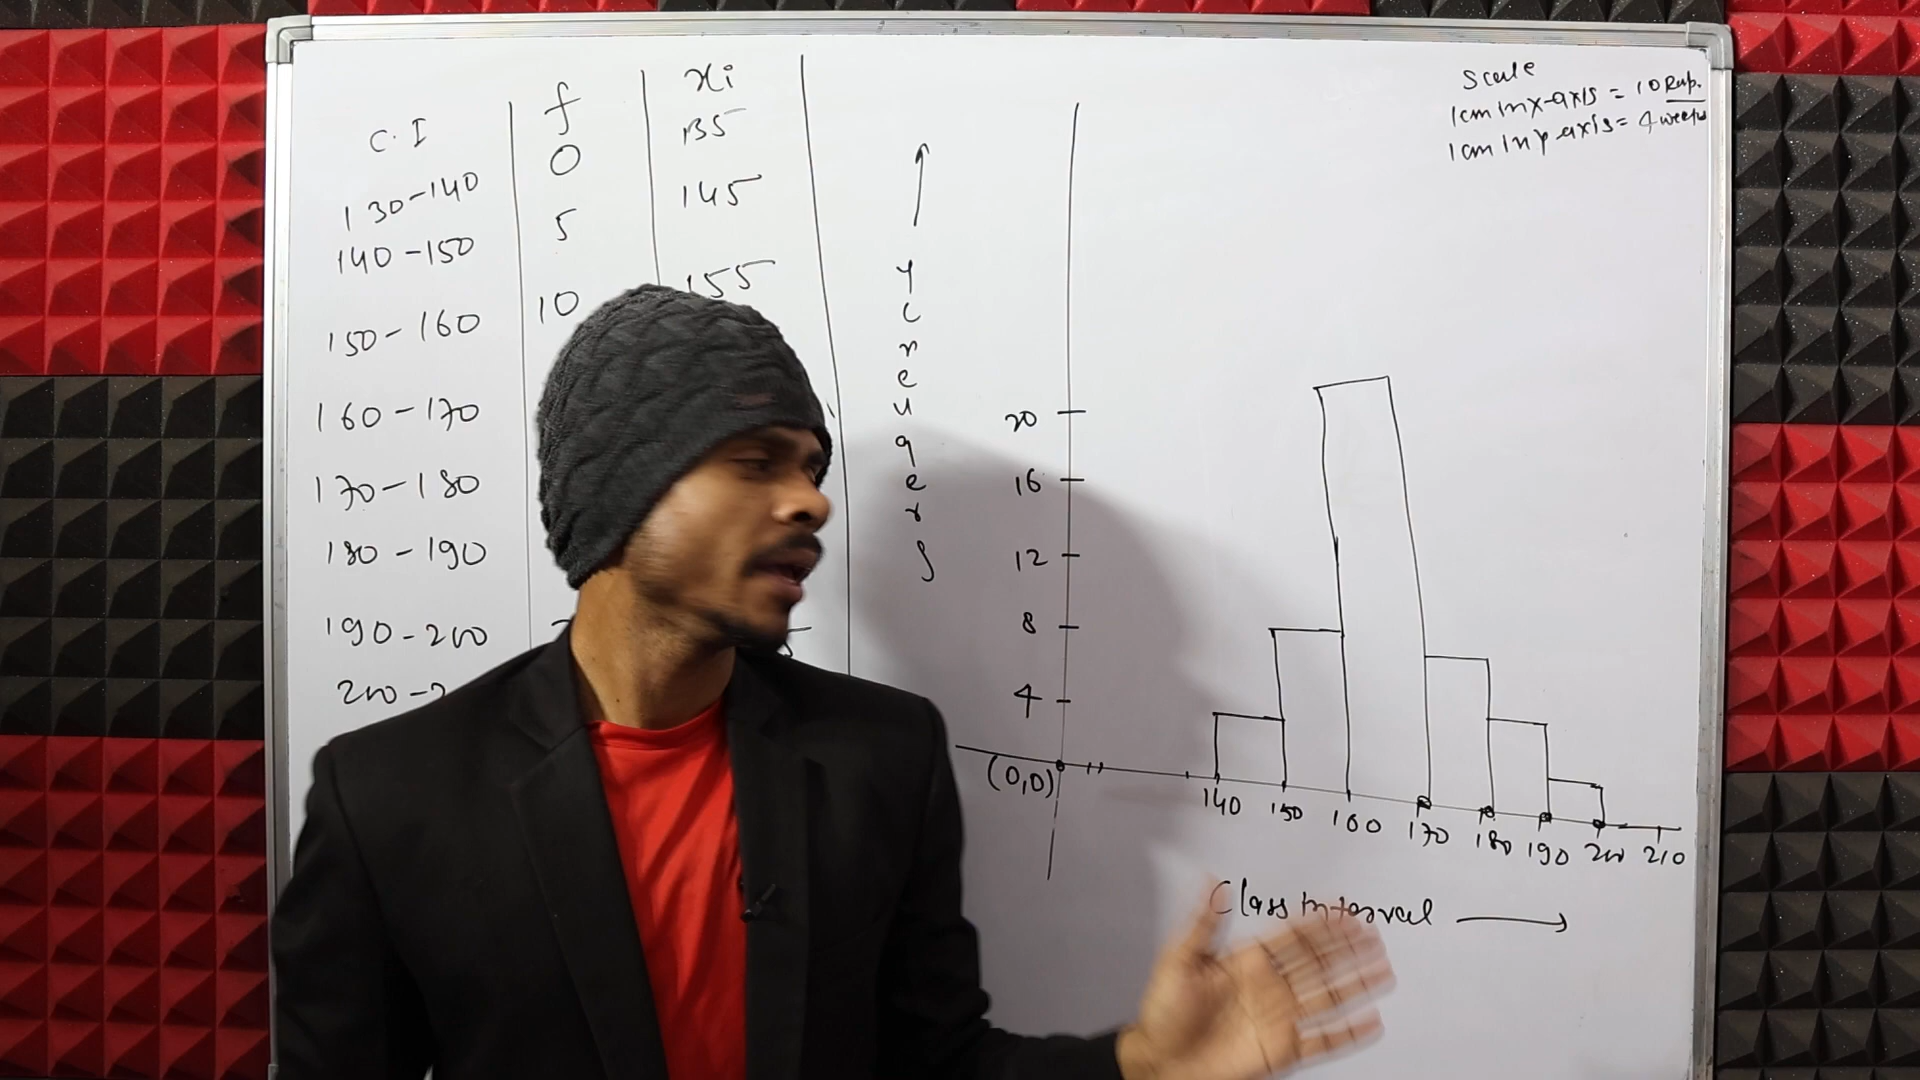 C.I f xi
130-140 0 135
140-150 5 145
150-160 10 155
160-170
170-180
180-190
190-200
200-2
Scale
1cm in x-axis = 10 Rup.
1cm in y-axis = 4 weeks
20
16
12
8
4
(0,0)
140 150 160 170 180 190 200 210
Class interval